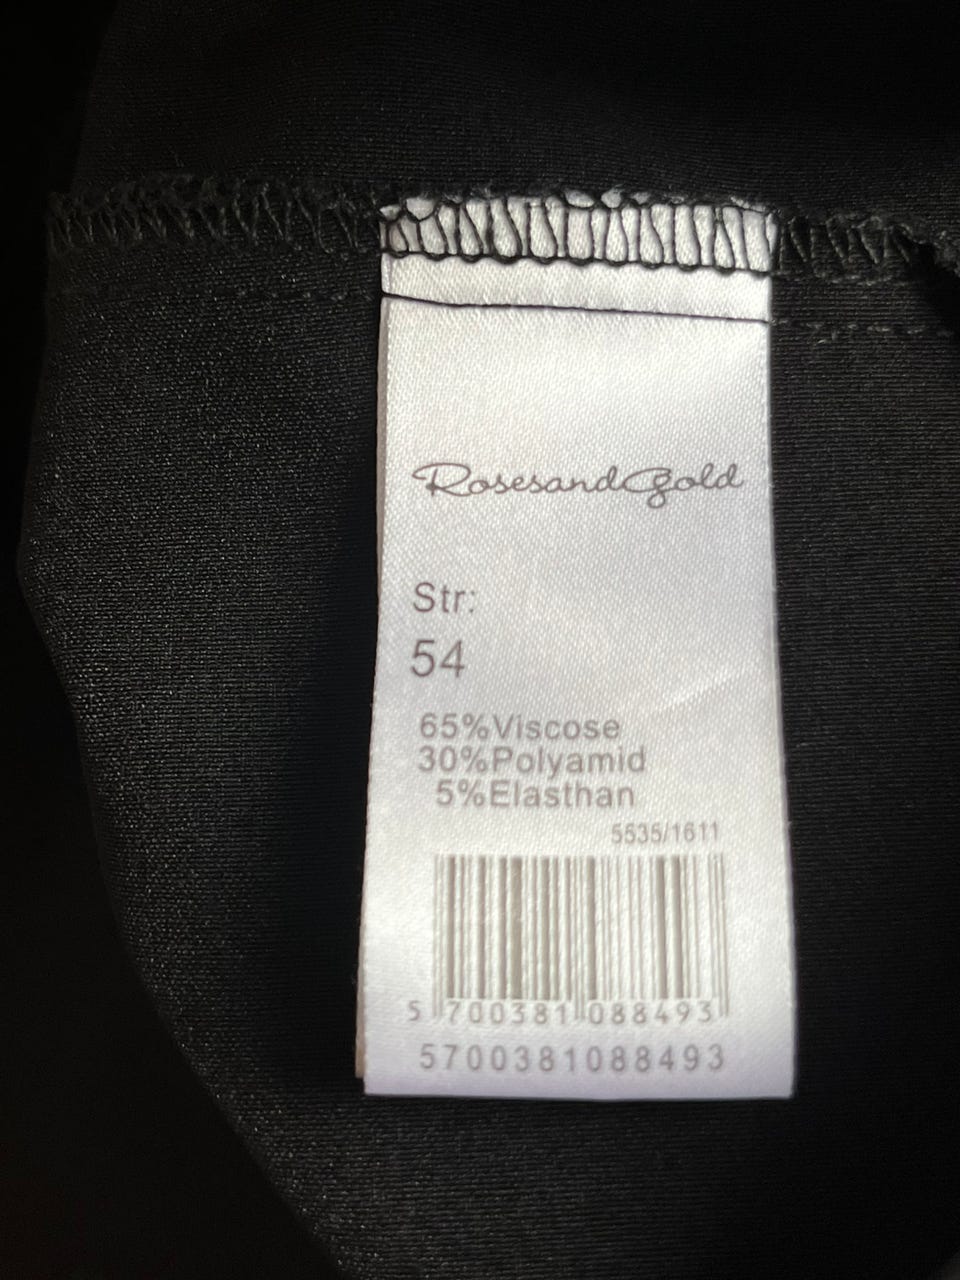 RosesandGold
Str:
54
65%Viscose
30%Polyamid
5%Elasthan
5535/1611
5 700381 088493
5700381088493